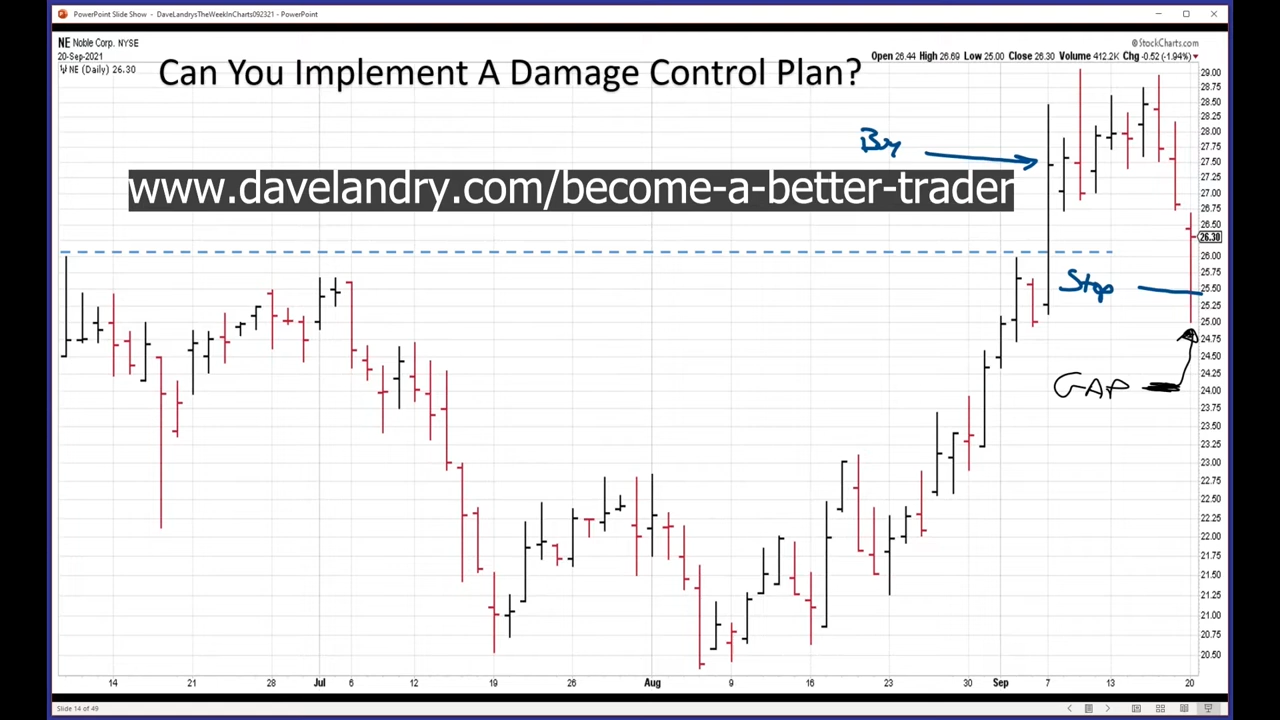 PowerPoint Slide Show - DaveLandrysTheWeekInCharts092321 - PowerPoint
NE Noble Corp. NYSE
© StockCharts.com
20-Sep-2021
Open 26.44 High 26.69 Low 25.00 Close 26.30 Volume 412.2K Chg -0.52 (-1.94%)
NE (Daily) 26.30
Can You Implement A Damage Control Plan?
www.davelandry.com/become-a-better-trader
Buy
Stop
GAP
29.00
28.75
28.50
28.25
28.00
27.75
27.50
27.25
27.00
26.75
26.50
26.30
26.00
25.75
25.50
25.25
25.00
24.75
24.50
24.25
24.00
23.75
23.50
23.25
23.00
22.75
22.50
22.25
22.00
21.75
21.50
21.25
21.00
20.75
20.50
14 21 28 Jul 6 12 19 26 Aug 9 16 23 30 Sep 7 13 20
Slide 14 of 49